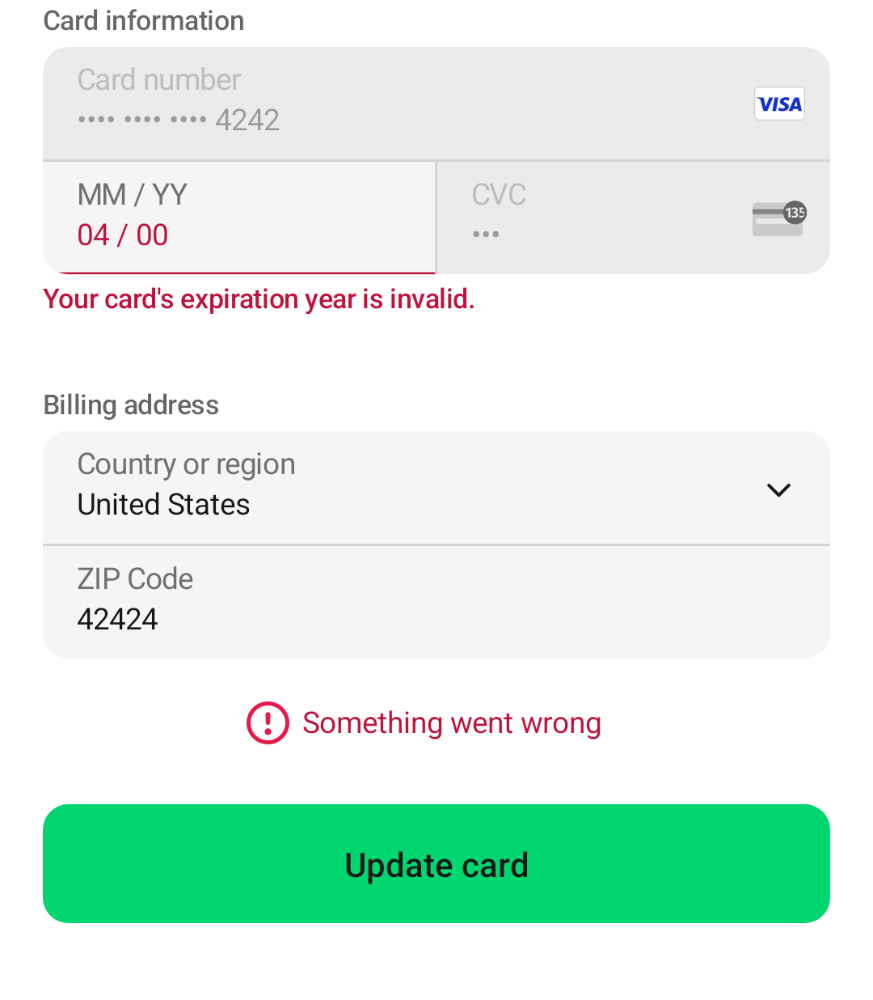 Card information
Card number
•••• •••• •••• 4242
VISA
MM / YY
04 / 00
CVC
•••
135
Your card's expiration year is invalid.
Billing address
Country or region
United States
ZIP Code
42424
Something went wrong
Update card